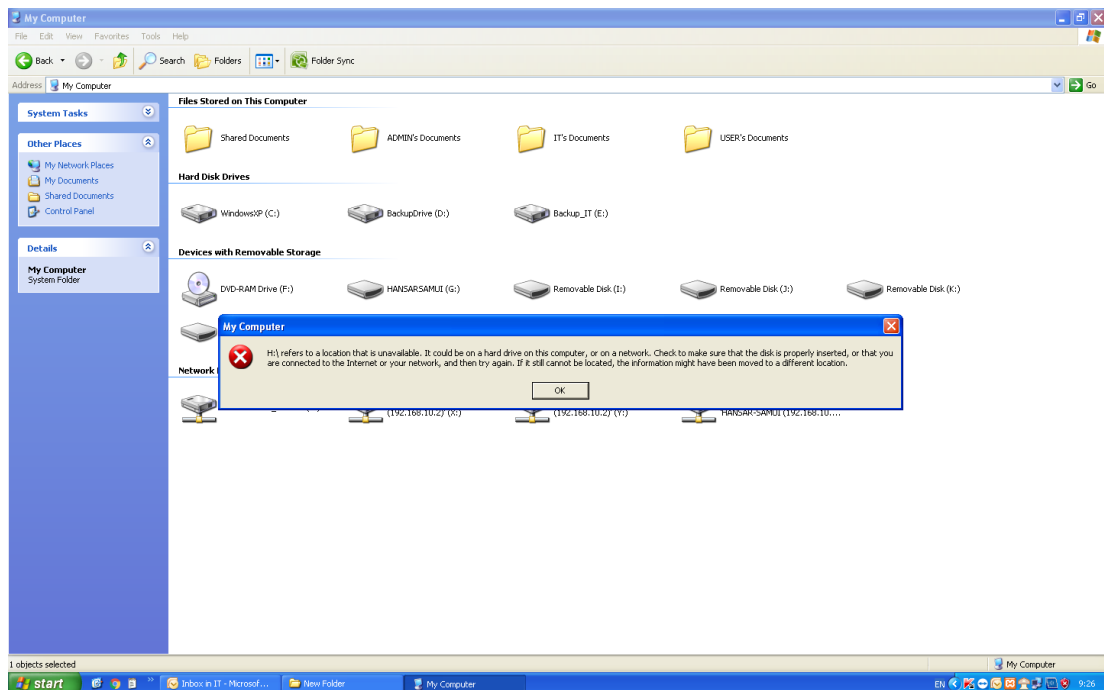 My Computer
File Edit View Favorites Tools Help
Back Search Folders Folder Sync
Address My Computer Go
System Tasks
Other Places
My Network Places
My Documents
Shared Documents
Control Panel
Details
My Computer
System Folder
Files Stored on This Computer
Shared Documents ADMIN's Documents IT's Documents USER's Documents
Hard Disk Drives
WindowsXP (C:) BackupDrive (D:) Backup_IT (E:)
Devices with Removable Storage
DVD-RAM Drive (F:) HANSARSAMUI (G:) Removable Disk (I:) Removable Disk (J:) Removable Disk (K:)
My Computer
H:\ refers to a location that is unavailable. It could be on a hard drive on this computer, or on a network. Check to make sure that the disk is properly inserted, or that you
are connected to the Internet or your network, and then try again. If it still cannot be located, the information might have been moved to a different location.
OK
Network
(192.168.10.2) (X:) (192.168.10.2) (Y:) HANSAR-SAMUI (192.168.10....
1 objects selected My Computer
start Inbox in IT - Microsof... New Folder My Computer EN 9:26